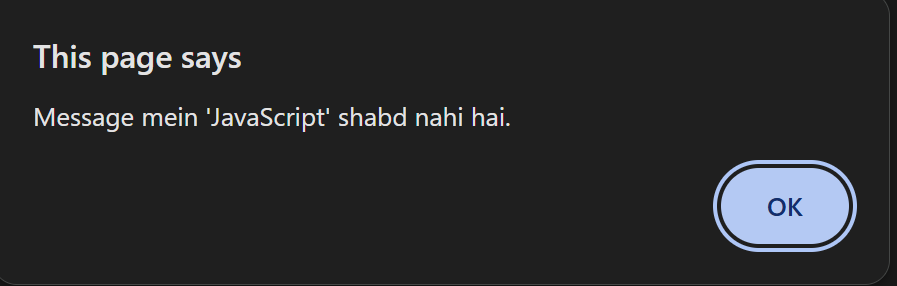 This page says
Message mein 'JavaScript' shabd nahi hai.
OK